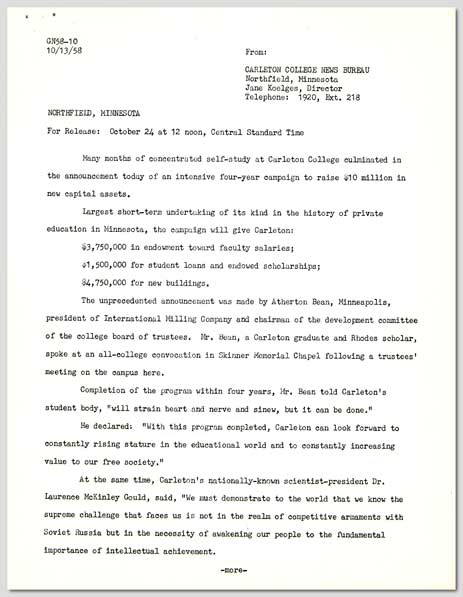 GN58-10
10/13/58
From:
CARLETON COLLEGE NEWS BUREAU
Northfield, Minnesota
Jane Koelges, Director
Telephone: 1920, Ext. 218
NORTHFIELD, MINNESOTA
For Release: October 24 at 12 noon, Central Standard Time
Many months of concentrated self-study at Carleton College culminated in
the announcement today of an intensive four-year campaign to raise $10 million in
new capital assets.
Largest short-term undertaking of its kind in the history of private
education in Minnesota, the campaign will give Carleton:
$3,750,000 in endowment toward faculty salaries;
$1,500,000 for student loans and endowed scholarships;
$4,750,000 for new buildings.
The unprecedented announcement was made by Atherton Bean, Minneapolis,
president of International Milling Company and chairman of the development committee
of the college board of trustees. Mr. Bean, a Carleton graduate and Rhodes scholar,
spoke at an all-college convocation in Skinner Memorial Chapel following a trustees'
meeting on the campus here.
Completion of the program within four years, Mr. Bean told Carleton's
student body, "will strain heart and nerve and sinew, but it can be done."
He declared: "With this program completed, Carleton can look forward to
constantly rising stature in the educational world and to constantly increasing
value to our free society."
At the same time, Carleton's nationally-known scientist-president Dr.
Laurence McKinley Gould, said, "We must demonstrate to the world that we know the
supreme challenge that faces us is not in the realm of competitive armaments with
Soviet Russia but in the necessity of awakening our people to the fundamental
importance of intellectual achievement.
-more-